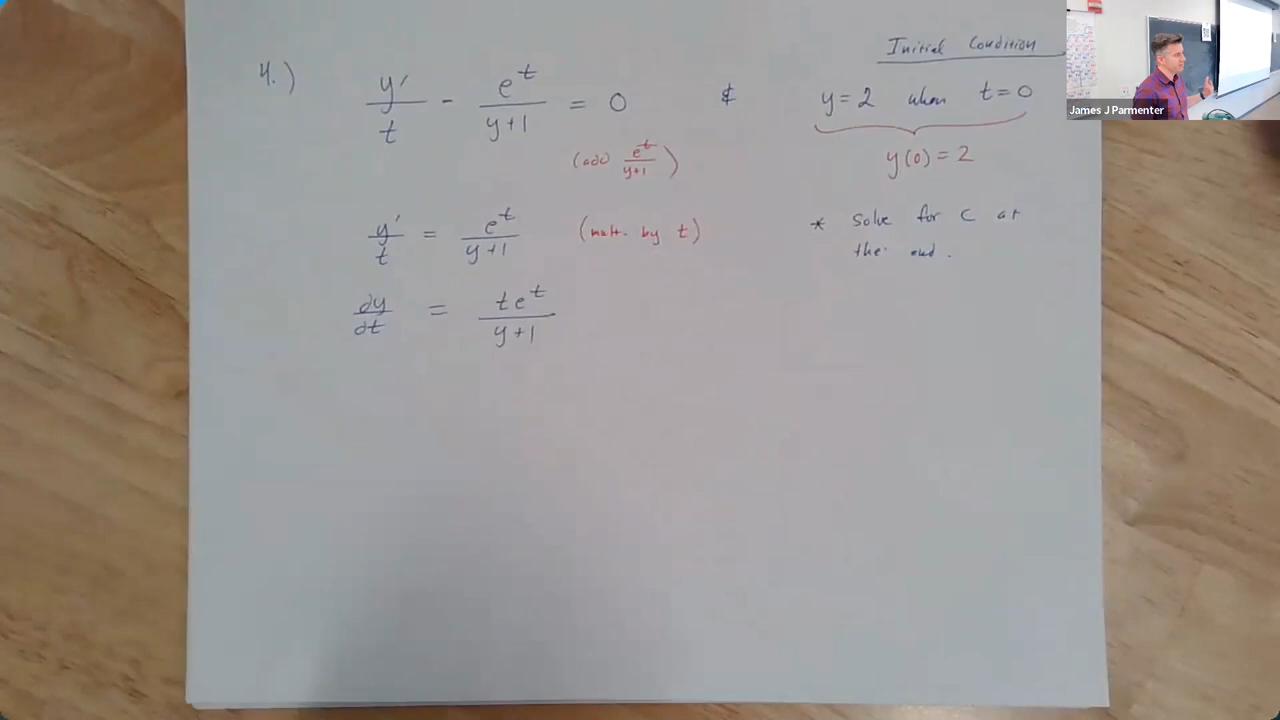 Initial Condition
4.) y'/t - e^t/(y+1) = 0 & y=2 when t=0
(add e^t/(y+1)) y(0) = 2
y'/t = e^t/(y+1) (mult. by t) * Solve for C at
the end.
dy/dt = te^t/(y+1)
James J Parmenter